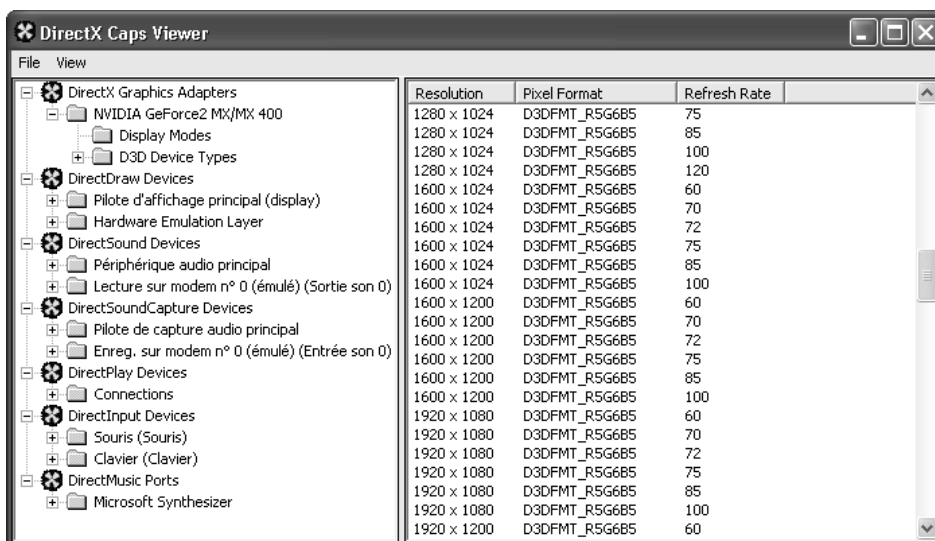 DirectX Caps Viewer
File View
DirectX Graphics Adapters
NVIDIA GeForce2 MX/MX 400
Display Modes
D3D Device Types
DirectDraw Devices
Pilote d'affichage principal (display)
Hardware Emulation Layer
DirectSound Devices
Périphérique audio principal
Lecture sur modem n° 0 (émulé) (Sortie son 0)
DirectSoundCapture Devices
Pilote de capture audio principal
Enreg. sur modem n° 0 (émulé) (Entrée son 0)
DirectPlay Devices
Connections
DirectInput Devices
Souris (Souris)
Clavier (Clavier)
DirectMusic Ports
Microsoft Synthesizer
Resolution Pixel Format Refresh Rate
1280 x 1024 D3DFMT_R5G6B5 75
1280 x 1024 D3DFMT_R5G6B5 85
1280 x 1024 D3DFMT_R5G6B5 100
1280 x 1024 D3DFMT_R5G6B5 120
1600 x 1024 D3DFMT_R5G6B5 60
1600 x 1024 D3DFMT_R5G6B5 70
1600 x 1024 D3DFMT_R5G6B5 72
1600 x 1024 D3DFMT_R5G6B5 75
1600 x 1024 D3DFMT_R5G6B5 85
1600 x 1024 D3DFMT_R5G6B5 100
1600 x 1200 D3DFMT_R5G6B5 60
1600 x 1200 D3DFMT_R5G6B5 70
1600 x 1200 D3DFMT_R5G6B5 72
1600 x 1200 D3DFMT_R5G6B5 75
1600 x 1200 D3DFMT_R5G6B5 85
1600 x 1200 D3DFMT_R5G6B5 100
1920 x 1080 D3DFMT_R5G6B5 60
1920 x 1080 D3DFMT_R5G6B5 70
1920 x 1080 D3DFMT_R5G6B5 72
1920 x 1080 D3DFMT_R5G6B5 75
1920 x 1080 D3DFMT_R5G6B5 85
1920 x 1080 D3DFMT_R5G6B5 100
1920 x 1200 D3DFMT_R5G6B5 60